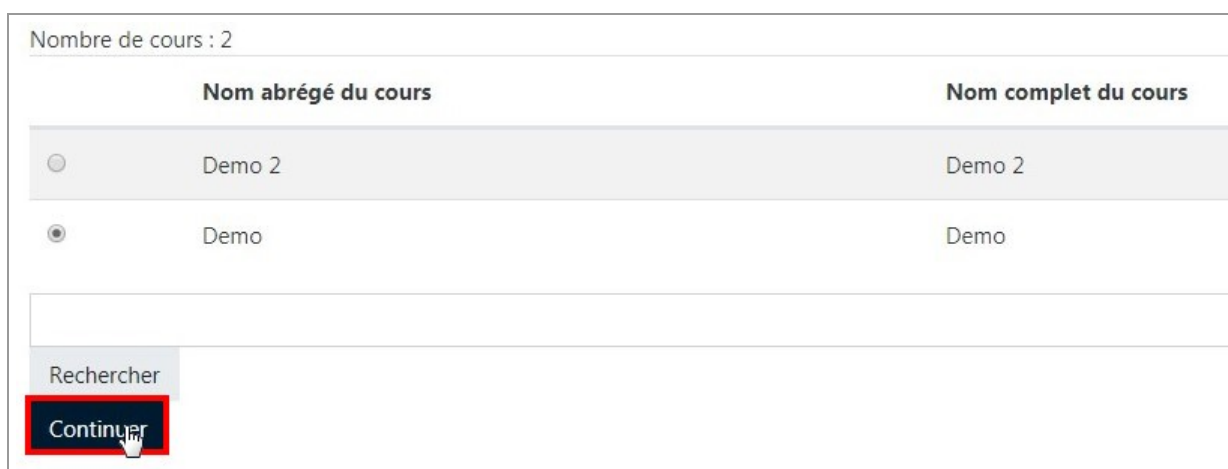 Nombre de cours : 2
Nom abrégé du cours Nom complet du cours
Demo 2 Demo 2
Demo Demo
Rechercher
Continuer